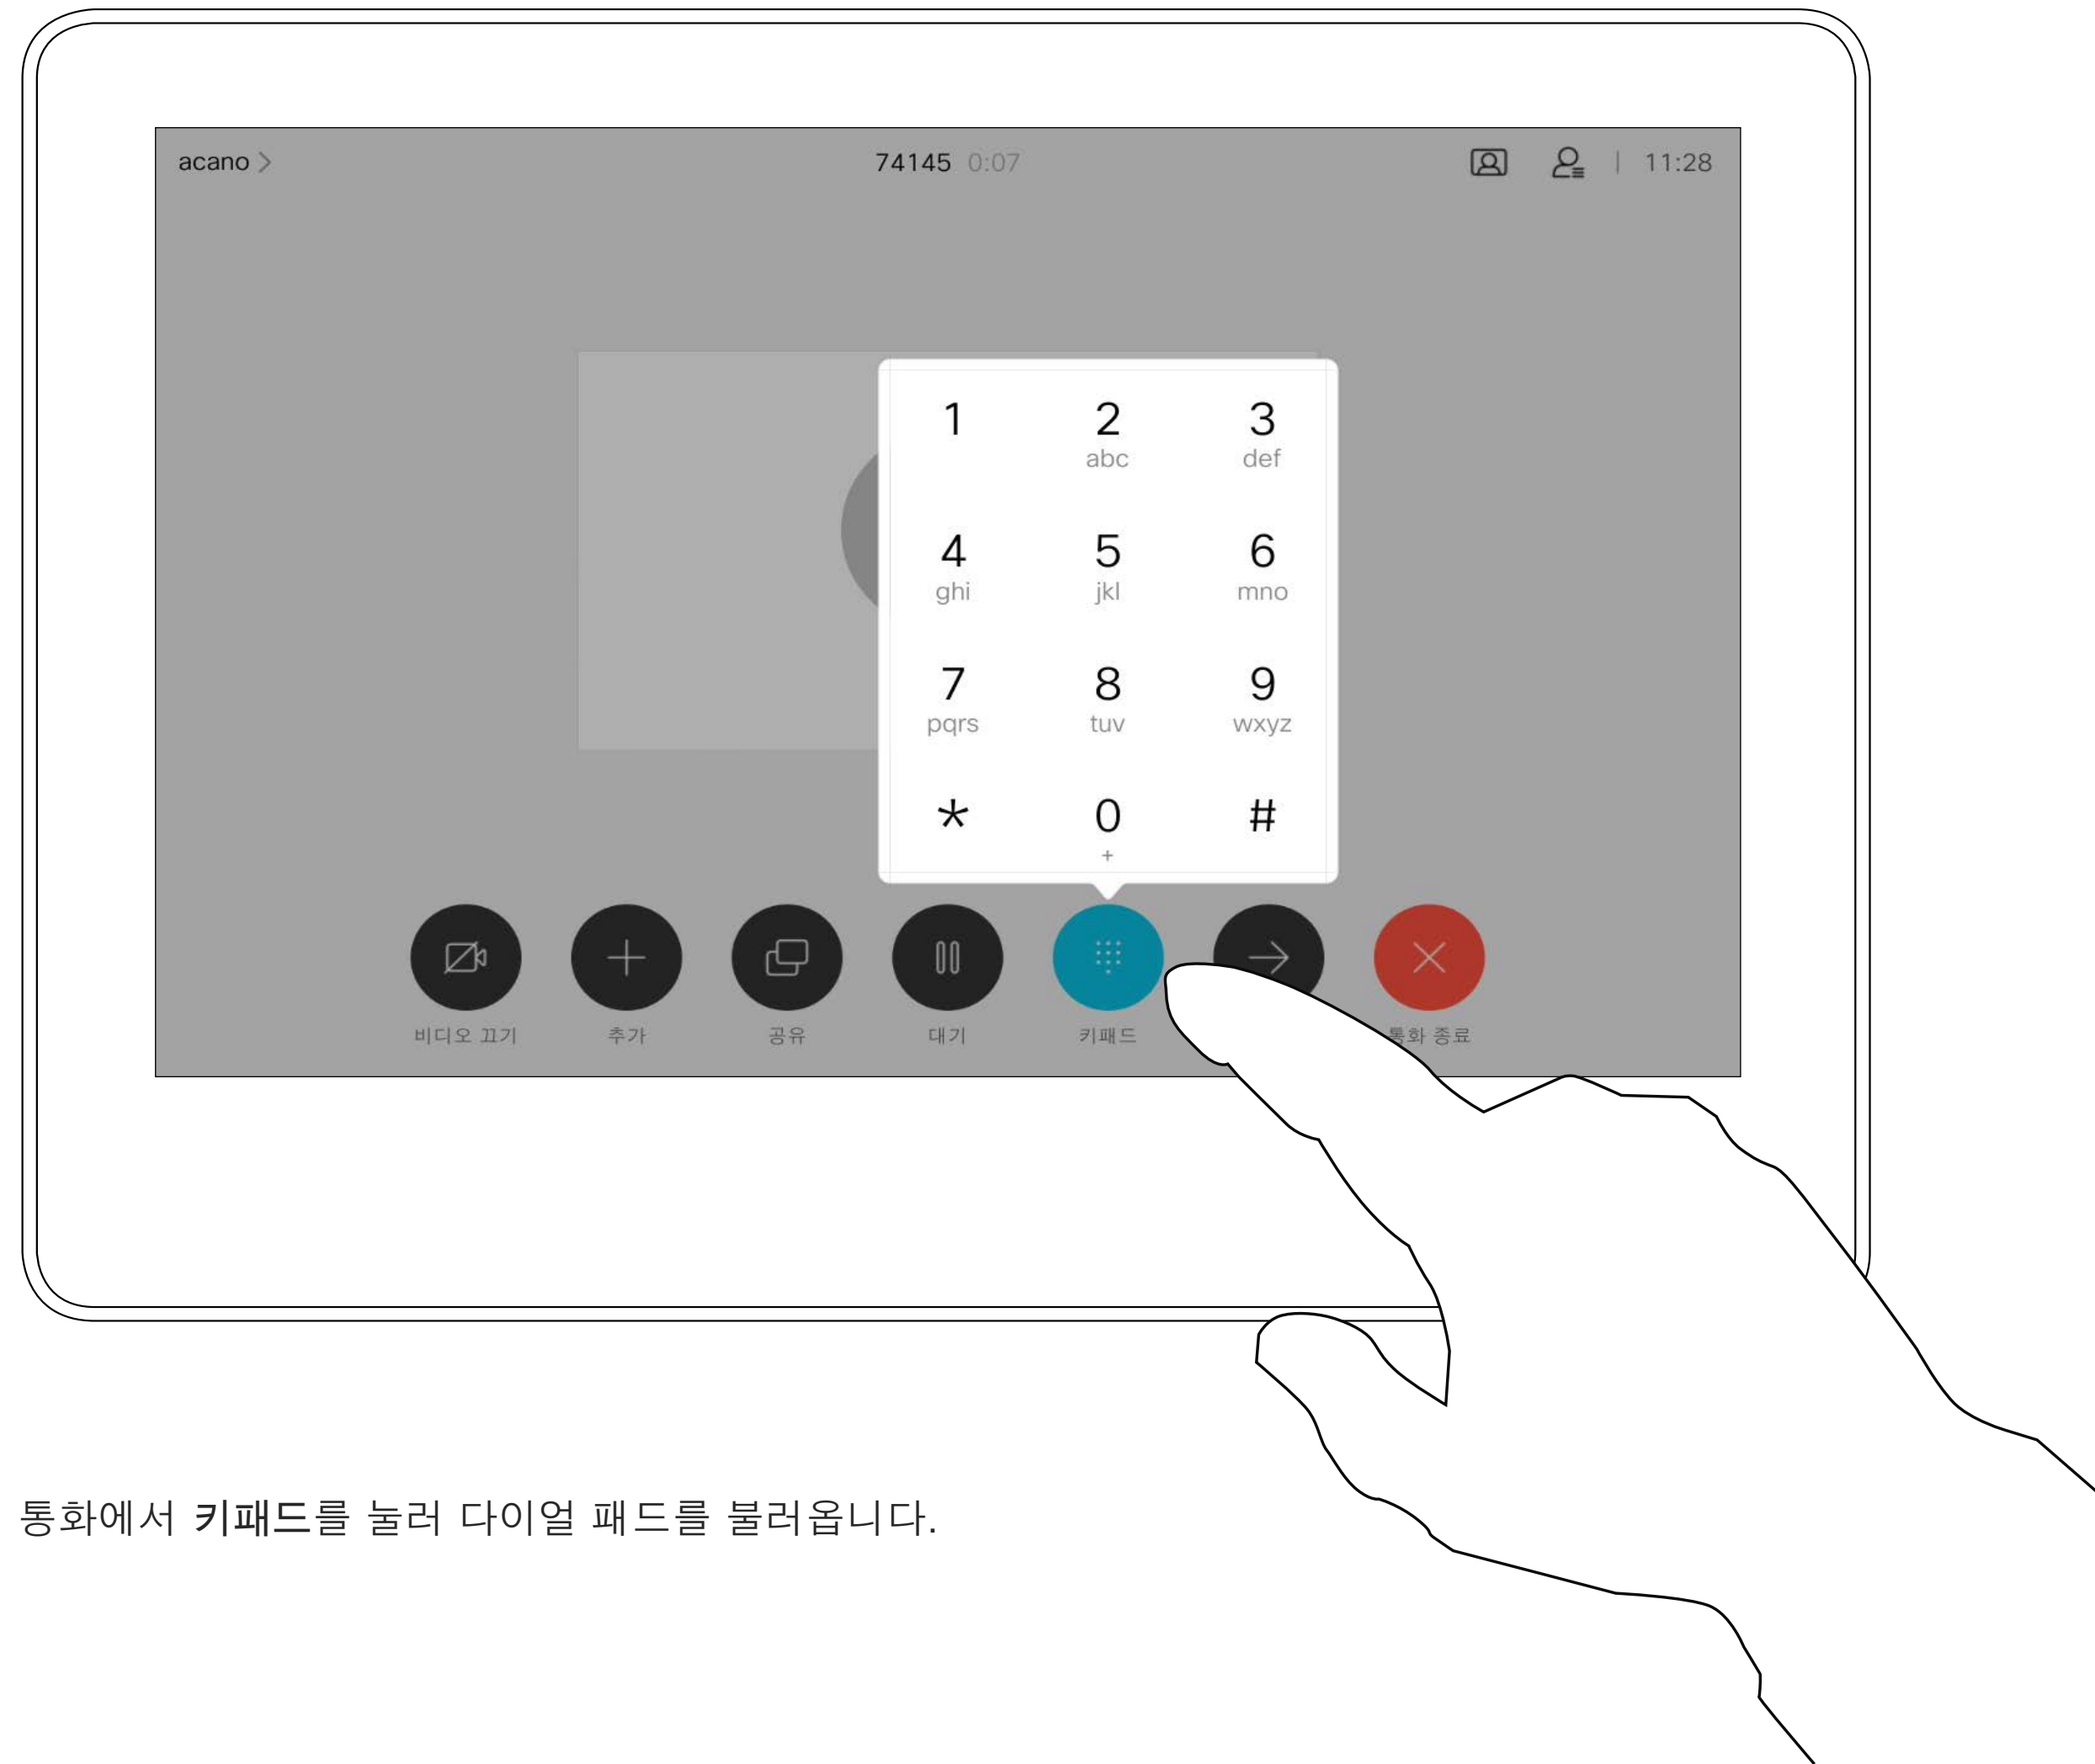 acano
74145 0:07
11:28
1 2 3
abc def
4 5 6
ghi jkl mno
7 8 9
pqrs tuv wxyz
* 0 #
+
비디오 끄기 추가 공유 대기 키패드 통화 종료
통화에서 키패드를 눌러 다이얼 패드를 불러옵니다.